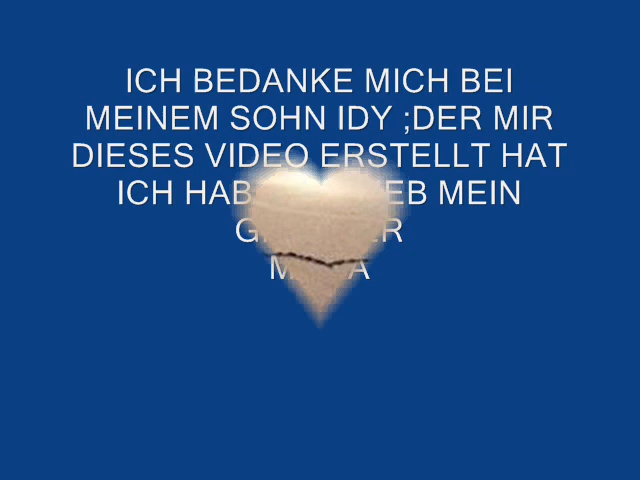 ICH BEDANKE MICH BEI
MEINEM SOHN IDY ;DER MIR
DIESES VIDEO ERSTELLT HAT
ICH MEIN